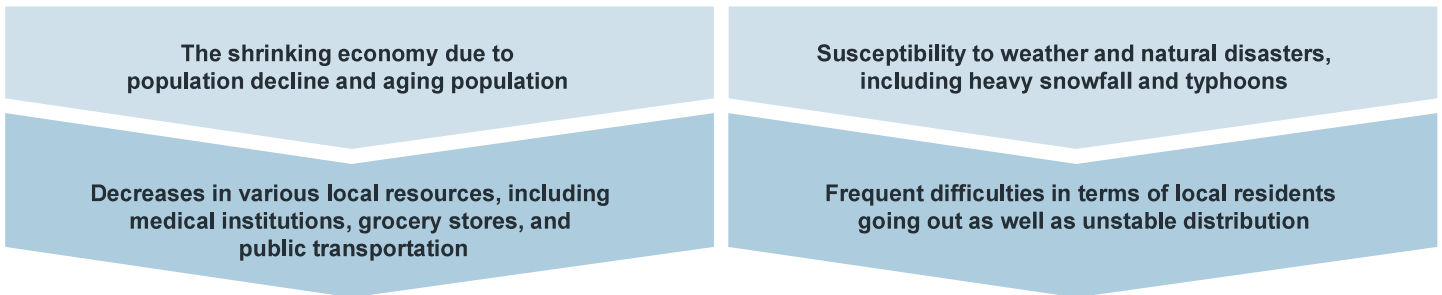 The shrinking economy due to
population decline and aging population
Decreases in various local resources, including
medical institutions, grocery stores, and
public transportation
Susceptibility to weather and natural disasters,
including heavy snowfall and typhoons
Frequent difficulties in terms of local residents
going out as well as unstable distribution